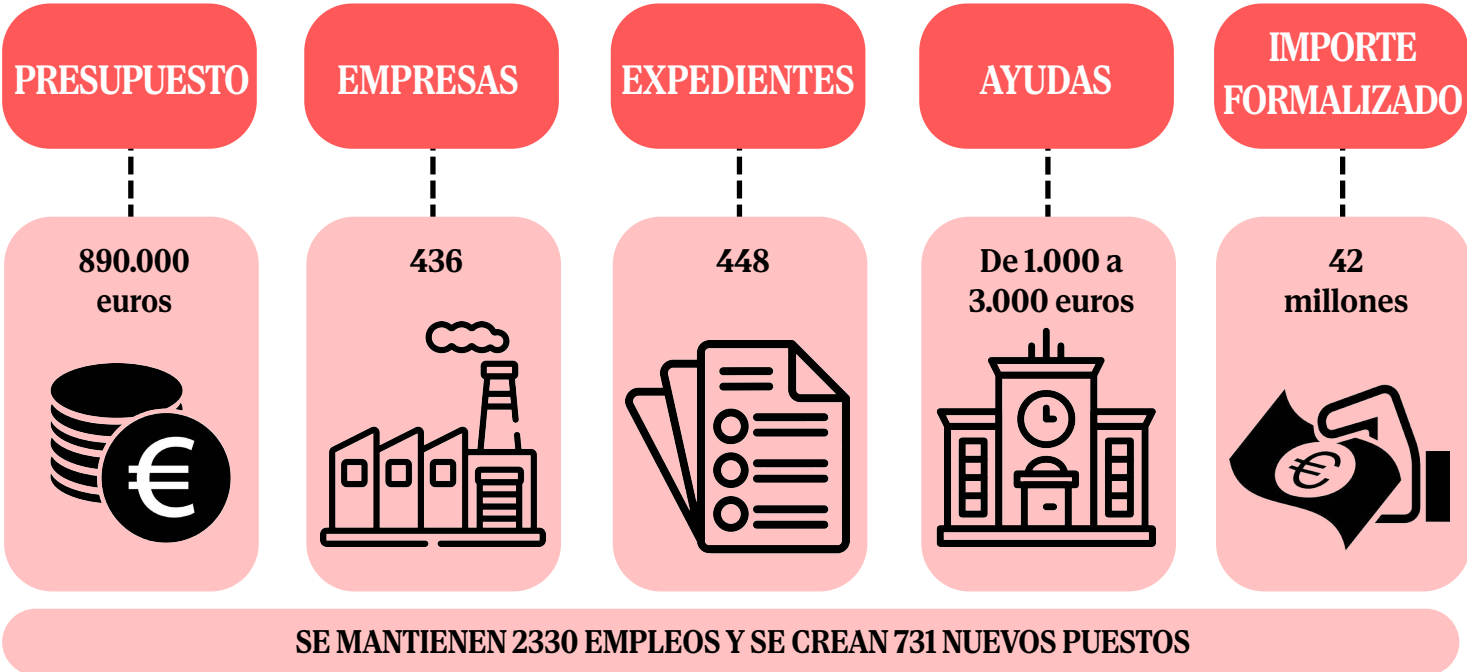 PRESUPUESTO
EMPRESAS
EXPEDIENTES
AYUDAS
IMPORTE
FORMALIZADO
890.000
euros
436
448
De 1.000 a
3.000 euros
42
millones
€
€
SE MANTIENEN 2330 EMPLEOS Y SE CREAN 731 NUEVOS PUESTOS